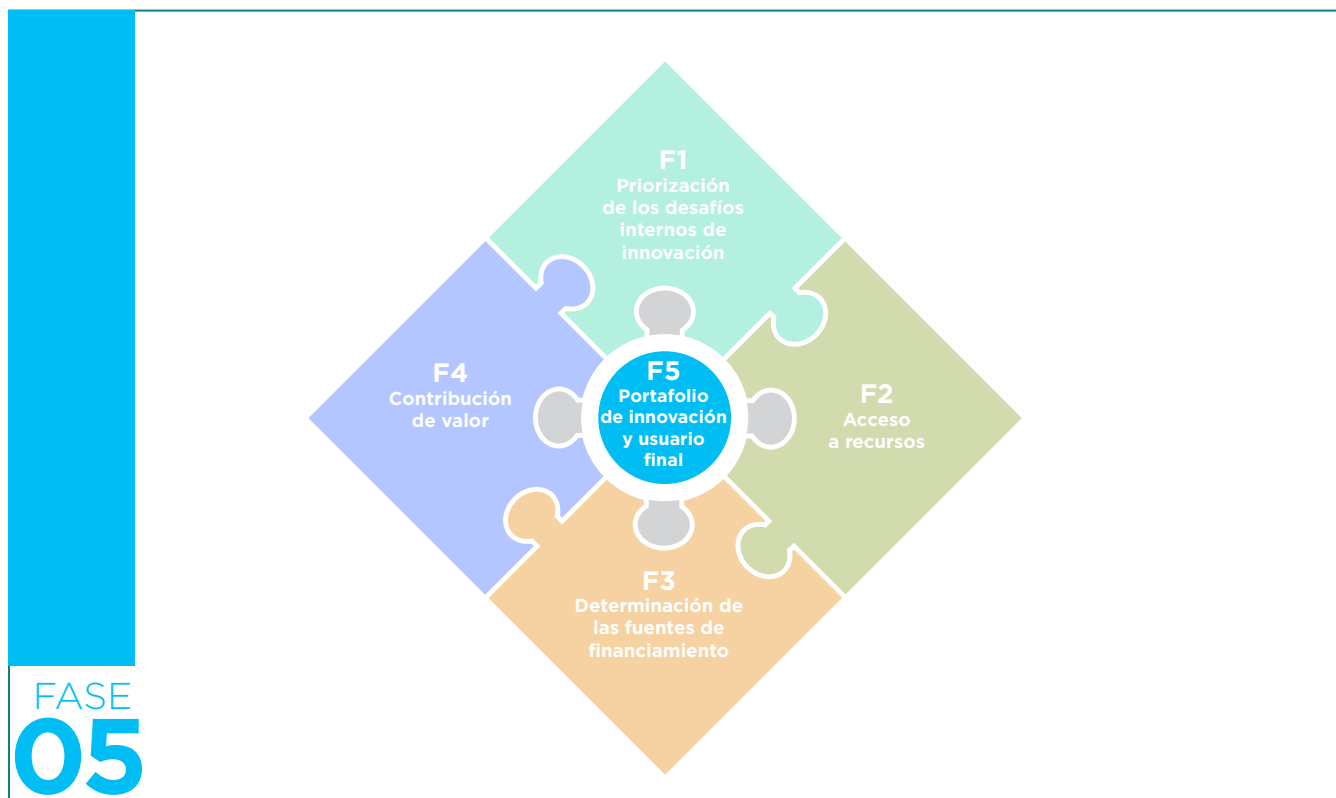 F1
Priorización
de los desafíos
internos de
innovación
F2
Acceso
a recursos
F3
Determinación de
las fuentes de
financiamiento
F4
Contribución
de valor
F5
Portafolio
de innovación
y usuario
final
FASE
05